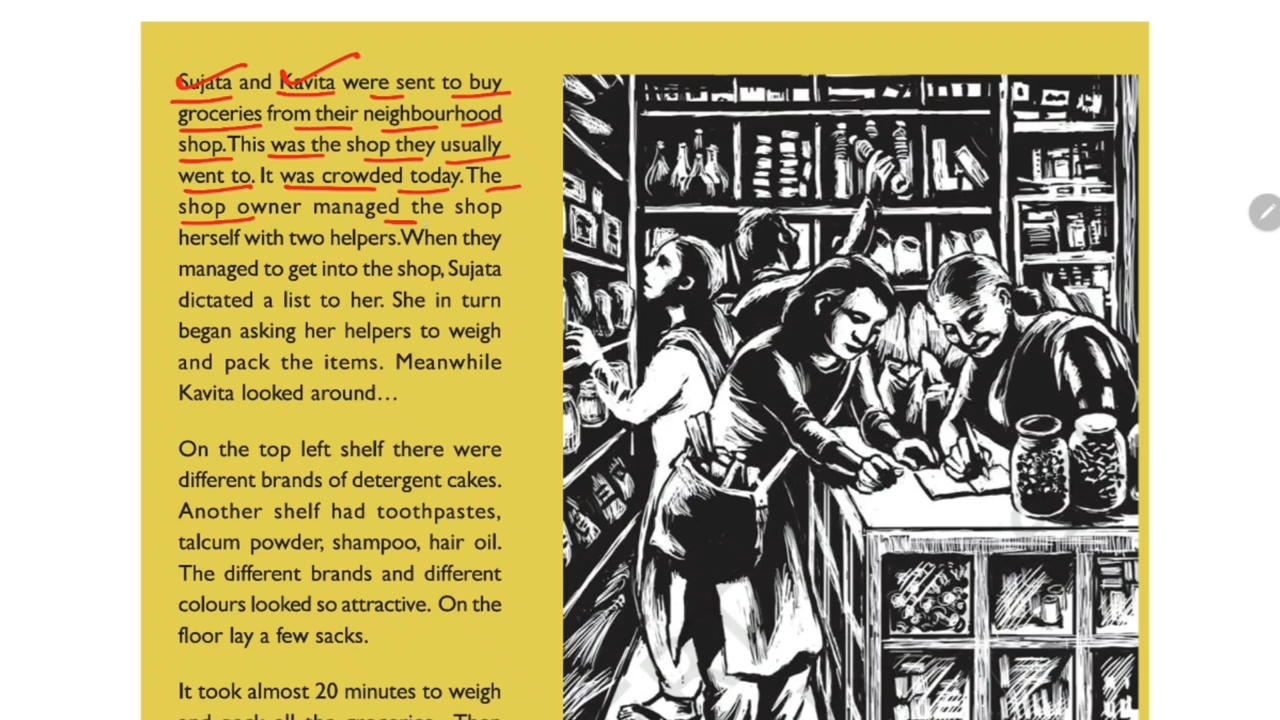 Sujata and Kavita were sent to buy
groceries from their neighbourhood
shop. This was the shop they usually
went to. It was crowded today. The
shop owner managed the shop
herself with two helpers. When they
managed to get into the shop, Sujata
dictated a list to her. She in turn
began asking her helpers to weigh
and pack the items. Meanwhile
Kavita looked around…
On the top left shelf there were
different brands of detergent cakes.
Another shelf had toothpastes,
talcum powder, shampoo, hair oil.
The different brands and different
colours looked so attractive. On the
floor lay a few sacks.
It took almost 20 minutes to weigh